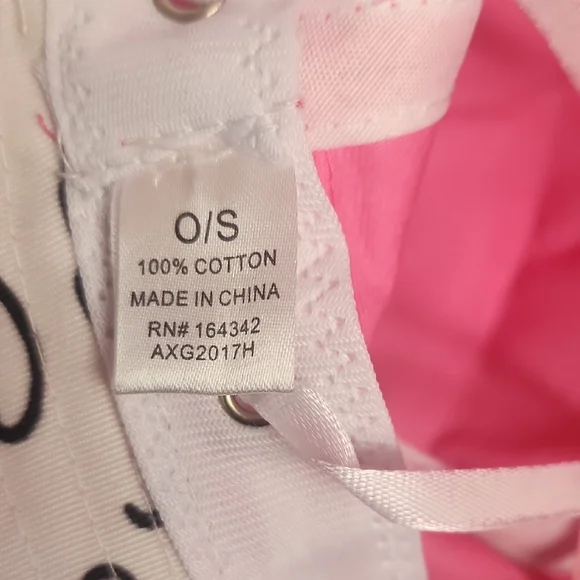 O/S
100% COTTON
MADE IN CHINA
RN# 164342
AXG2017H